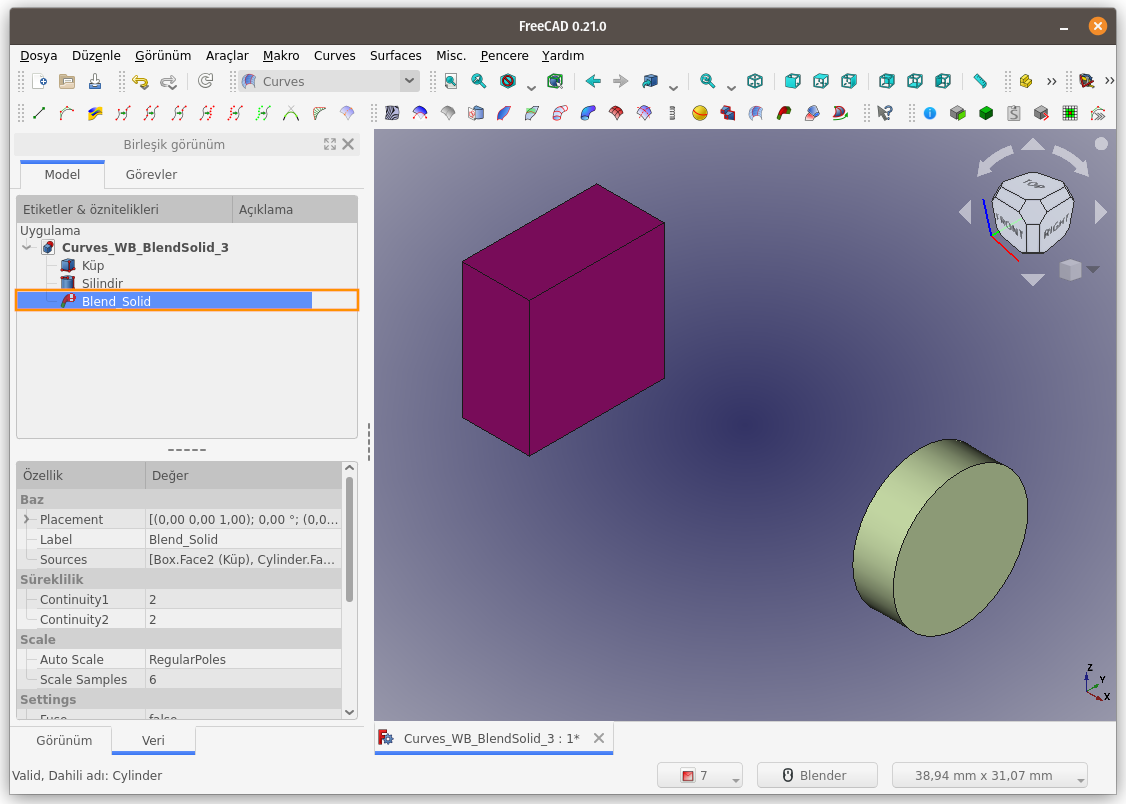 FreeCAD 0.21.0
Dosya Düzenle Görünüm Araçlar Makro Curves Surfaces Misc. Pencere Yardım
Curves
Birleşik görünüm
Model Görevler
Etiketler & öznitelikleri Açıklama
Uygulama
Curves_WB_BlendSolid_3
Küp
Silindir
Blend_Solid
TOP
FRONT RIGHT
Özellik Değer
Baz
Placement [(0,00 0,00 1,00); 0,00 °; (0,0...
Label Blend_Solid
Sources [Box.Face2 (Küp), Cylinder.Fa...
Süreklilik
Continuity1 2
Continuity2 2
Scale
Auto Scale RegularPoles
Scale Samples 6
Settings
Fuse false
Z
Y
X
Görünüm Veri
Curves_WB_BlendSolid_3 : 1*
Valid, Dahili adı: Cylinder
7 Blender 38,94 mm x 31,07 mm